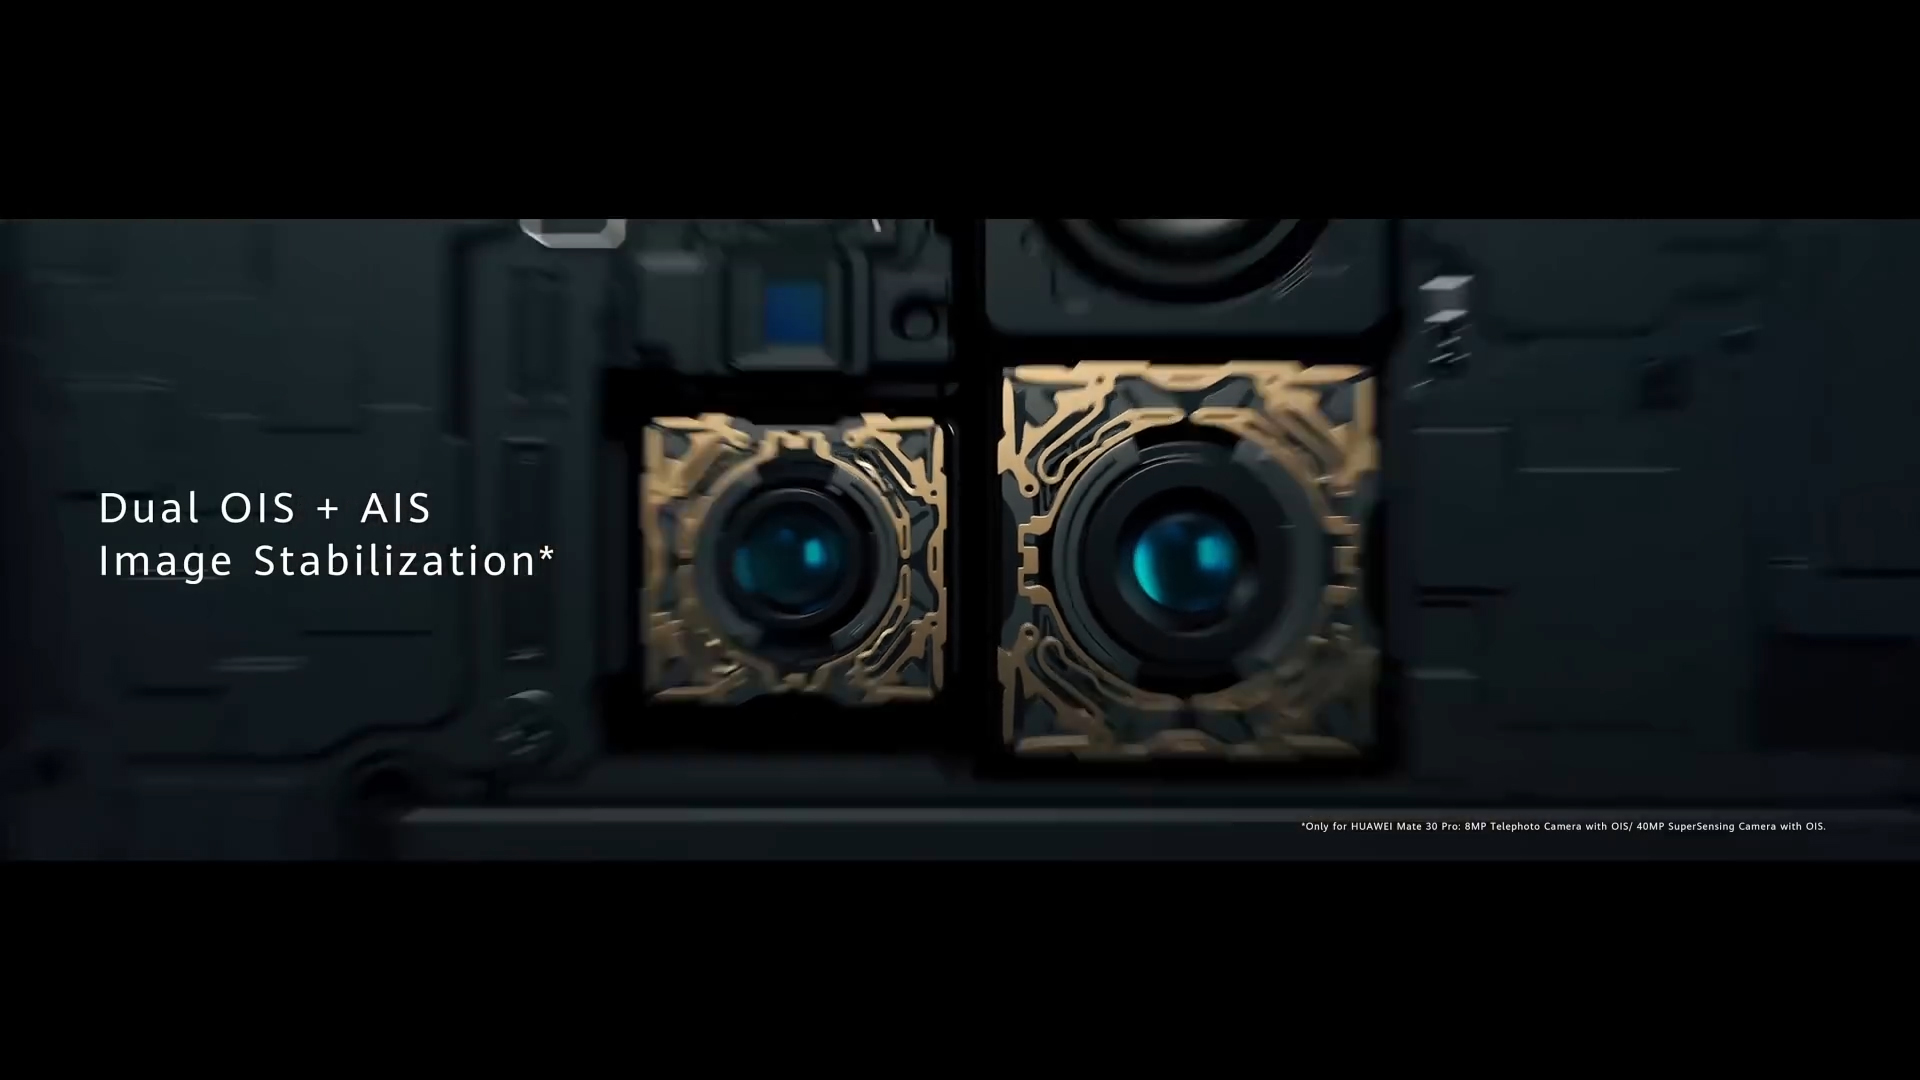 Dual OIS + AIS
Image Stabilization*
*Only for HUAWEI Mate 30 Pro: 8MP Telephoto Camera with OIS/ 40MP SuperSensing Camera with OIS.